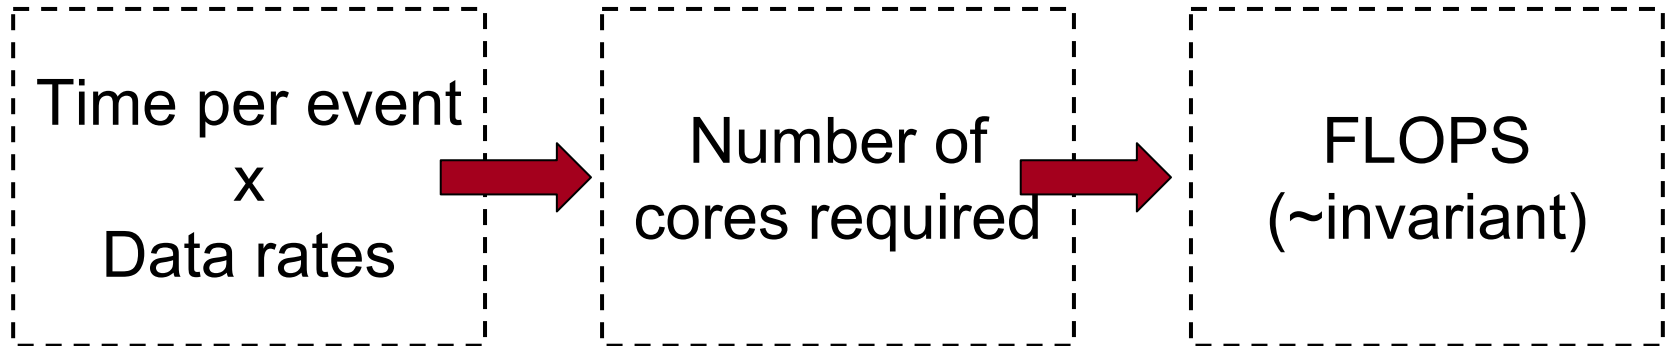 Time per event
x
Data rates
Number of
cores required
FLOPS
(~invariant)